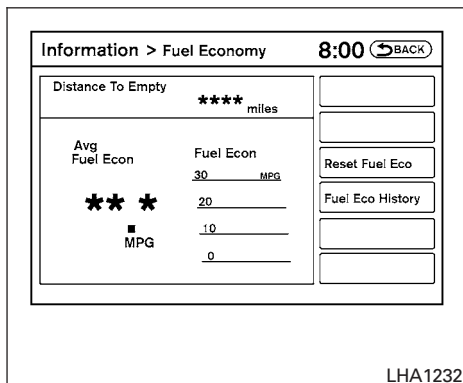 Information > Fuel Economy 8:00 BACK
Distance To Empty
**** miles
Avg
Fuel Econ
** . *
MPG
Fuel Econ
30 MPG
20
10
0
Reset Fuel Eco
Fuel Eco History
LHA1232